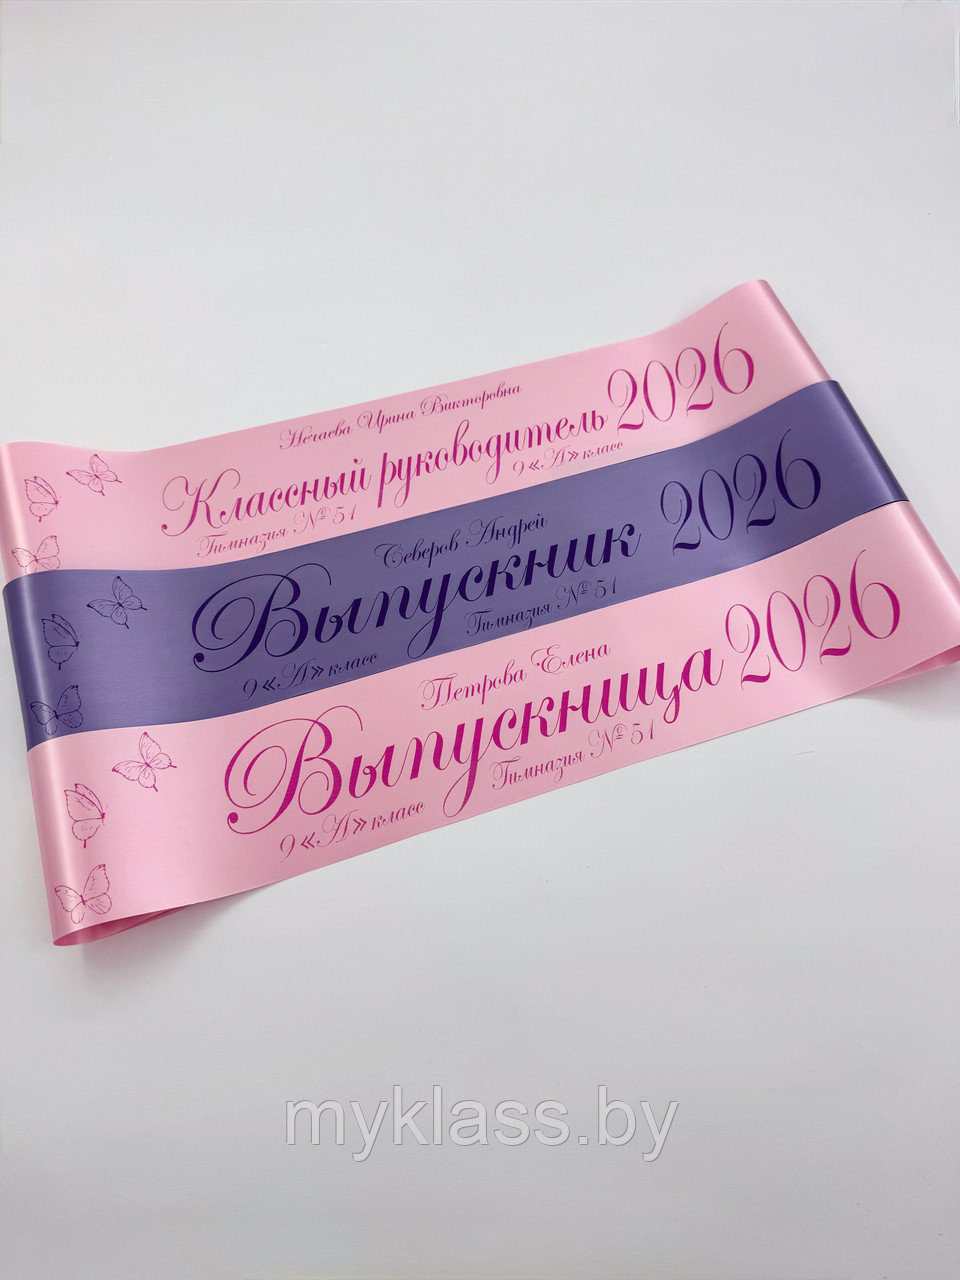 Нечаева Ирина Викторовна
Классный руководитель 2026
Гимназия № 51 9 «А» класс
Северов Андрей
Выпускник 2026
9 «А» класс Гимназия № 51
Петрова Елена
Выпускница 2026
9 «А» класс Гимназия № 51
myklass.by